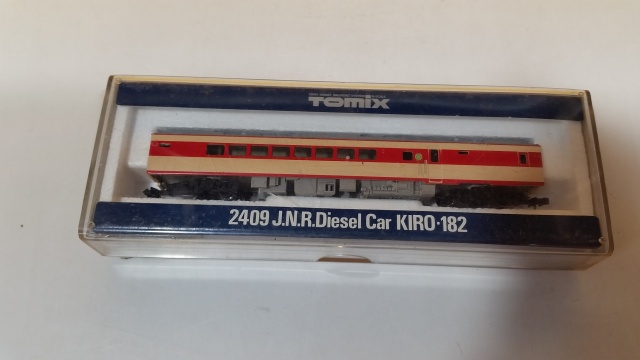 TOMIX
2409 J.N.R.Diesel Car KIRO·182